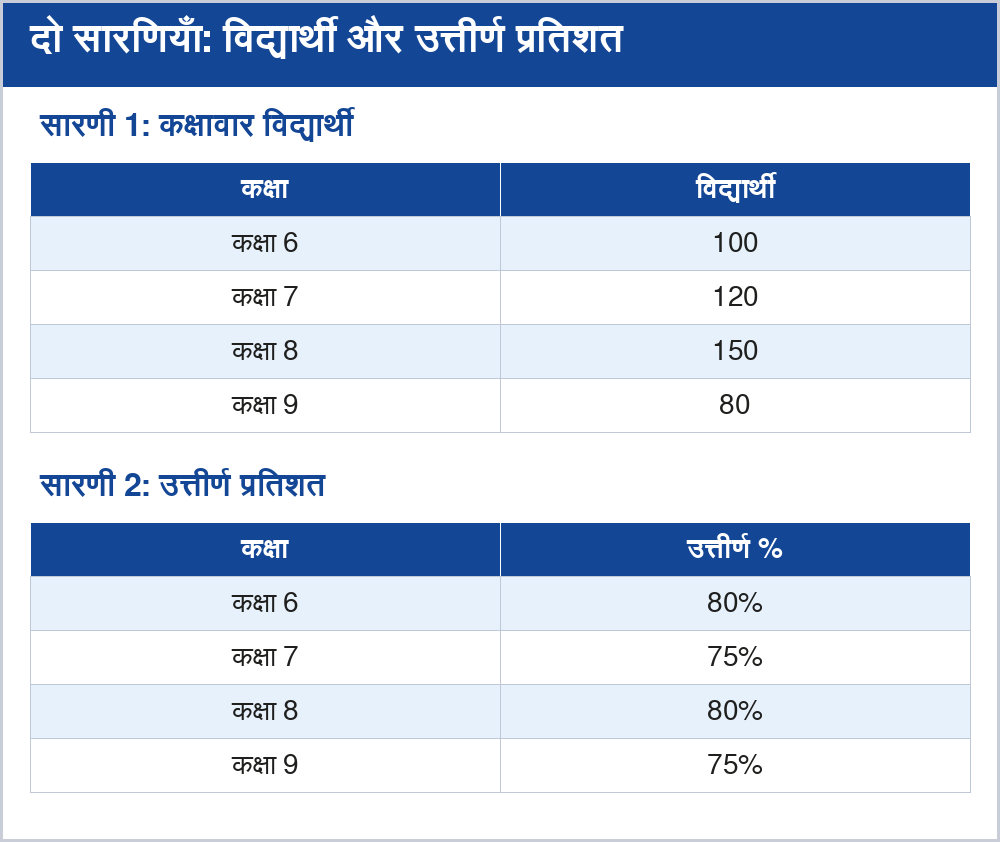 दो सारणियाँ: विद्यार्थी और उत्तीर्ण प्रतिशत
सारणी 1: कक्षावार विद्यार्थी
कक्षा विद्यार्थी
कक्षा 6 100
कक्षा 7 120
कक्षा 8 150
कक्षा 9 80
सारणी 2: उत्तीर्ण प्रतिशत
कक्षा उत्तीर्ण %
कक्षा 6 80%
कक्षा 7 75%
कक्षा 8 80%
कक्षा 9 75%